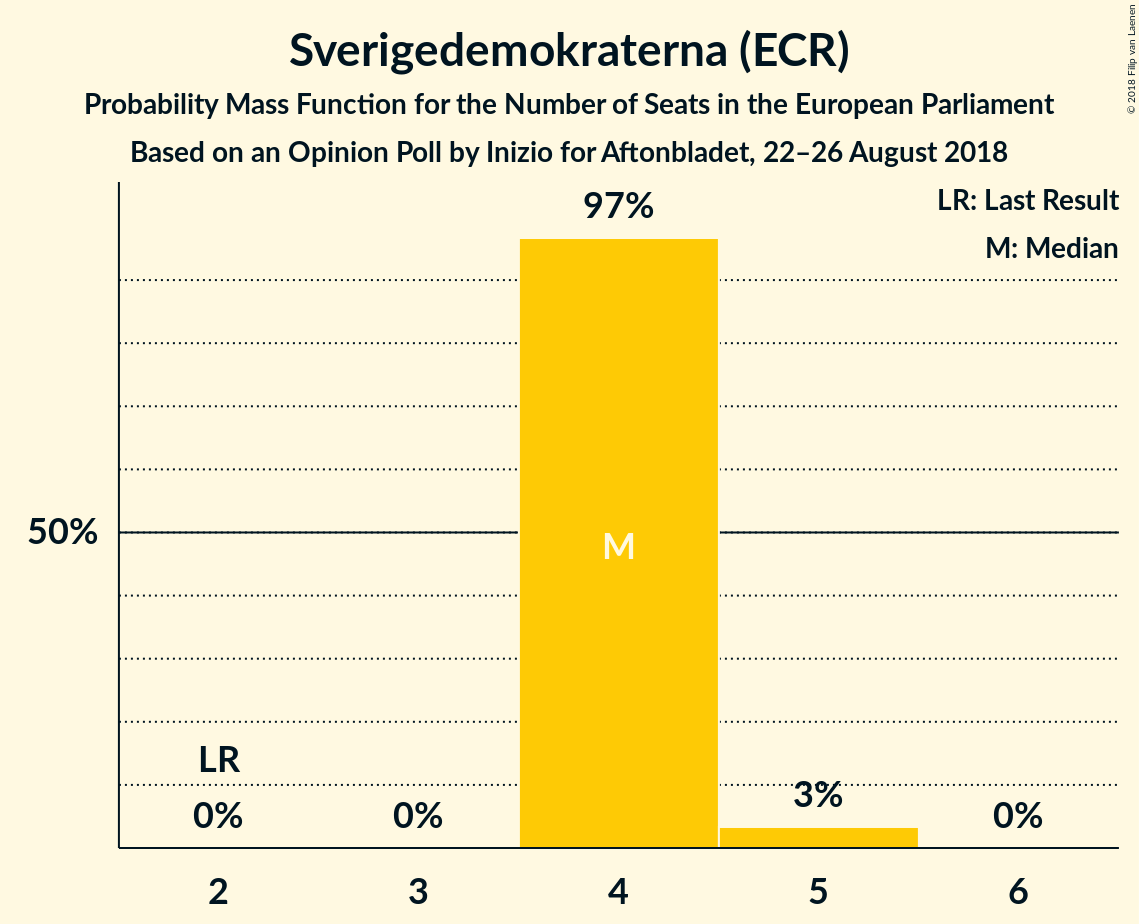 Sverigedemokraterna (ECR)
Probability Mass Function for the Number of Seats in the European Parliament
Based on an Opinion Poll by Inizio for Aftonbladet, 22–26 August 2018
© 2018 Filip van Laenen
LR: Last Result
M: Median
97%
50%
M
LR
0%
0%
3%
0%
2
3
4
5
6